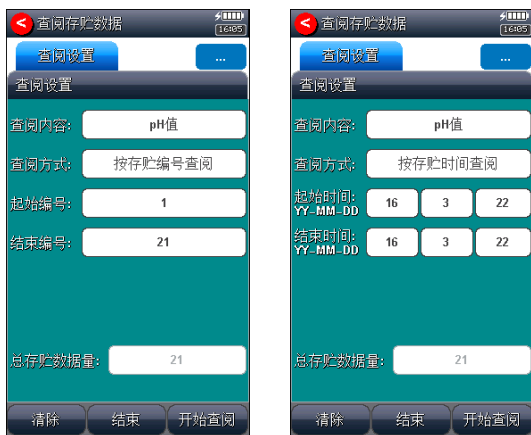 查阅存贮数据
16:05
查阅设置
...
查阅设置
查阅内容: pH值
查阅方式: 按存贮编号查阅
起始编号: 1
结束编号: 21
总存贮数据量: 21
清除 结束 开始查阅
查阅存贮数据
16:05
查阅设置
...
查阅设置
查阅内容: pH值
查阅方式: 按存贮时间查阅
起始时间: 16 3 22
YY-MM-DD
结束时间: 16 3 22
YY-MM-DD
总存贮数据量: 21
清除 结束 开始查阅